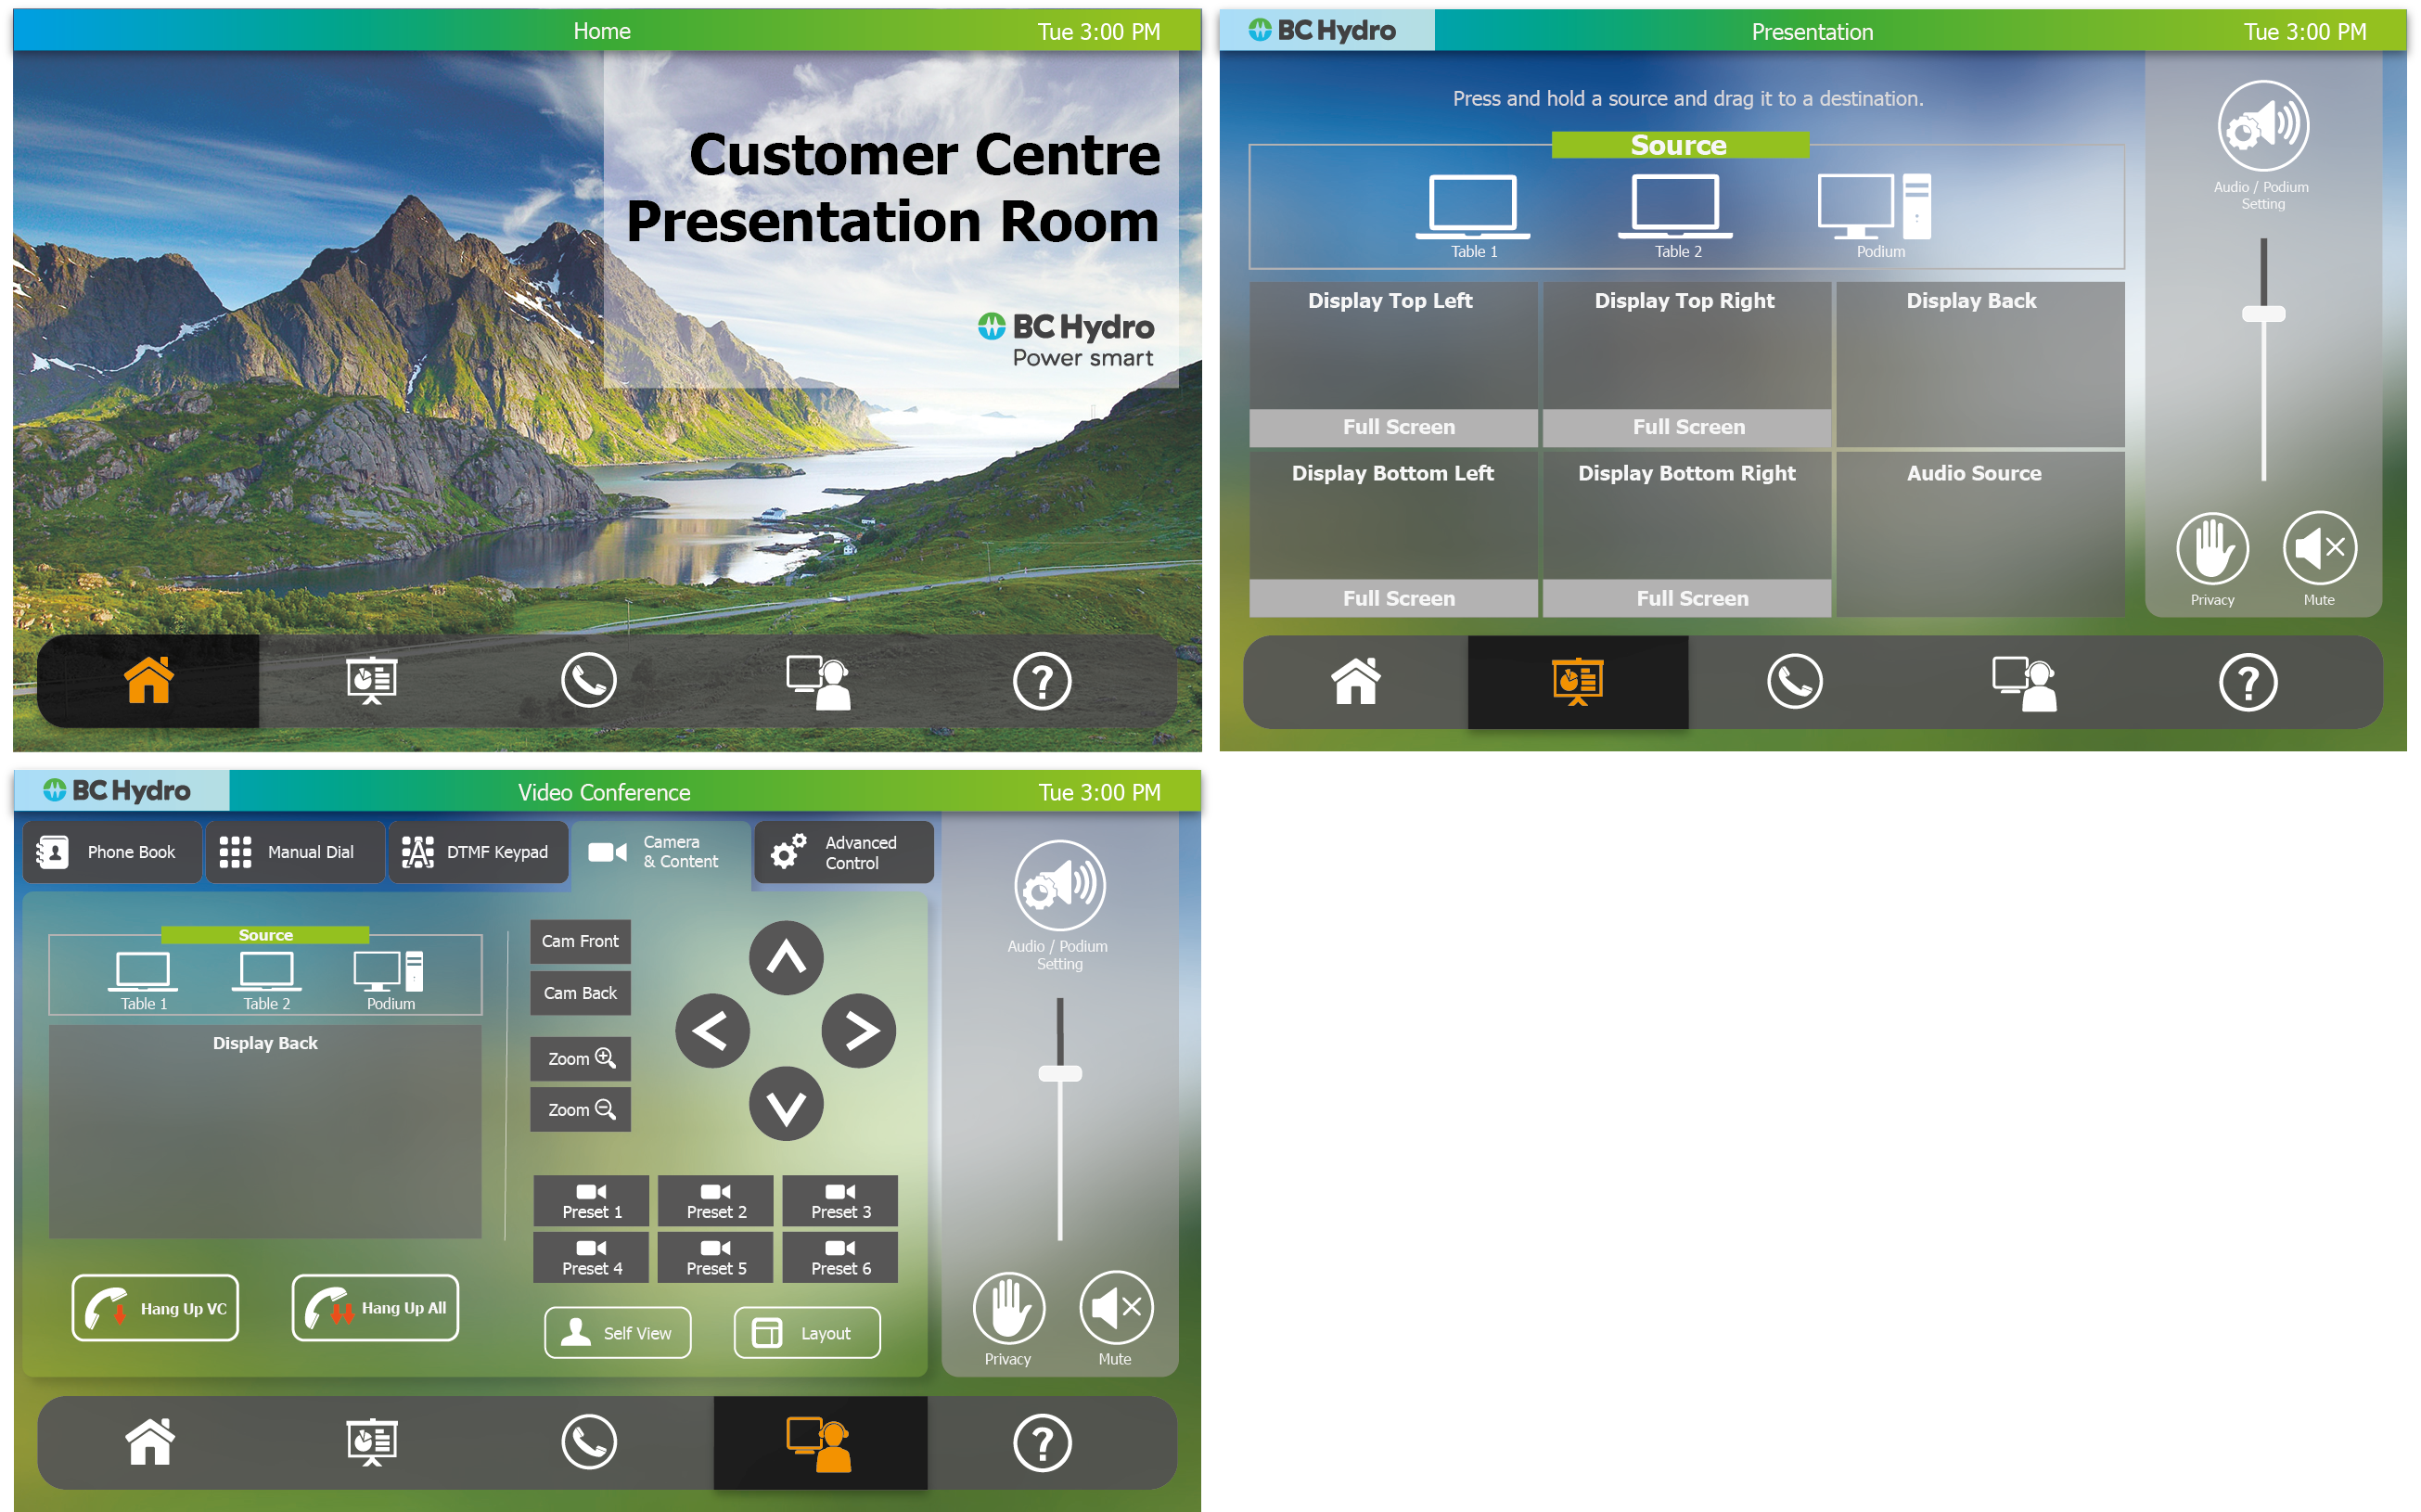 Home
Tue 3:00 PM
Customer Centre
Presentation Room
BC Hydro
Power smart
?
BC Hydro
Presentation
Tue 3:00 PM
Press and hold a source and drag it to a destination.
Source
Table 1
Table 2
Podium
Display Top Left
Display Top Right
Display Back
Full Screen
Full Screen
Display Bottom Left
Display Bottom Right
Audio Source
Full Screen
Full Screen
Audio / Podium
Setting
Privacy
Mute
?
BC Hydro
Video Conference
Tue 3:00 PM
Phone Book
Manual Dial
DTMF Keypad
Camera
& Content
Advanced
Control
Source
Table 1
Table 2
Podium
Display Back
Hang Up VC
Hang Up All
Cam Front
Cam Back
Zoom
Zoom
Preset 1
Preset 2
Preset 3
Preset 4
Preset 5
Preset 6
Self View
Layout
Audio / Podium
Setting
Privacy
Mute
?